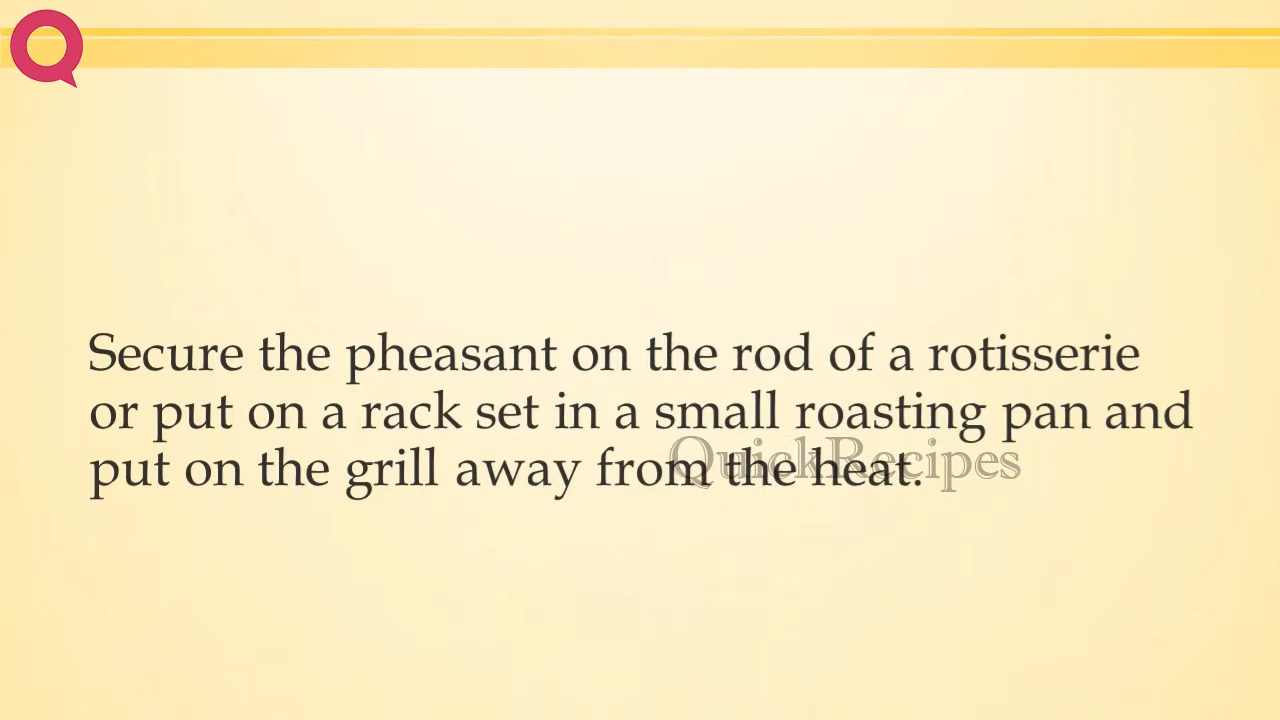 Secure the pheasant on the rod of a rotisserie
or put on a rack set in a small roasting pan and
put on the grill away from the heat.
QuickRecipes